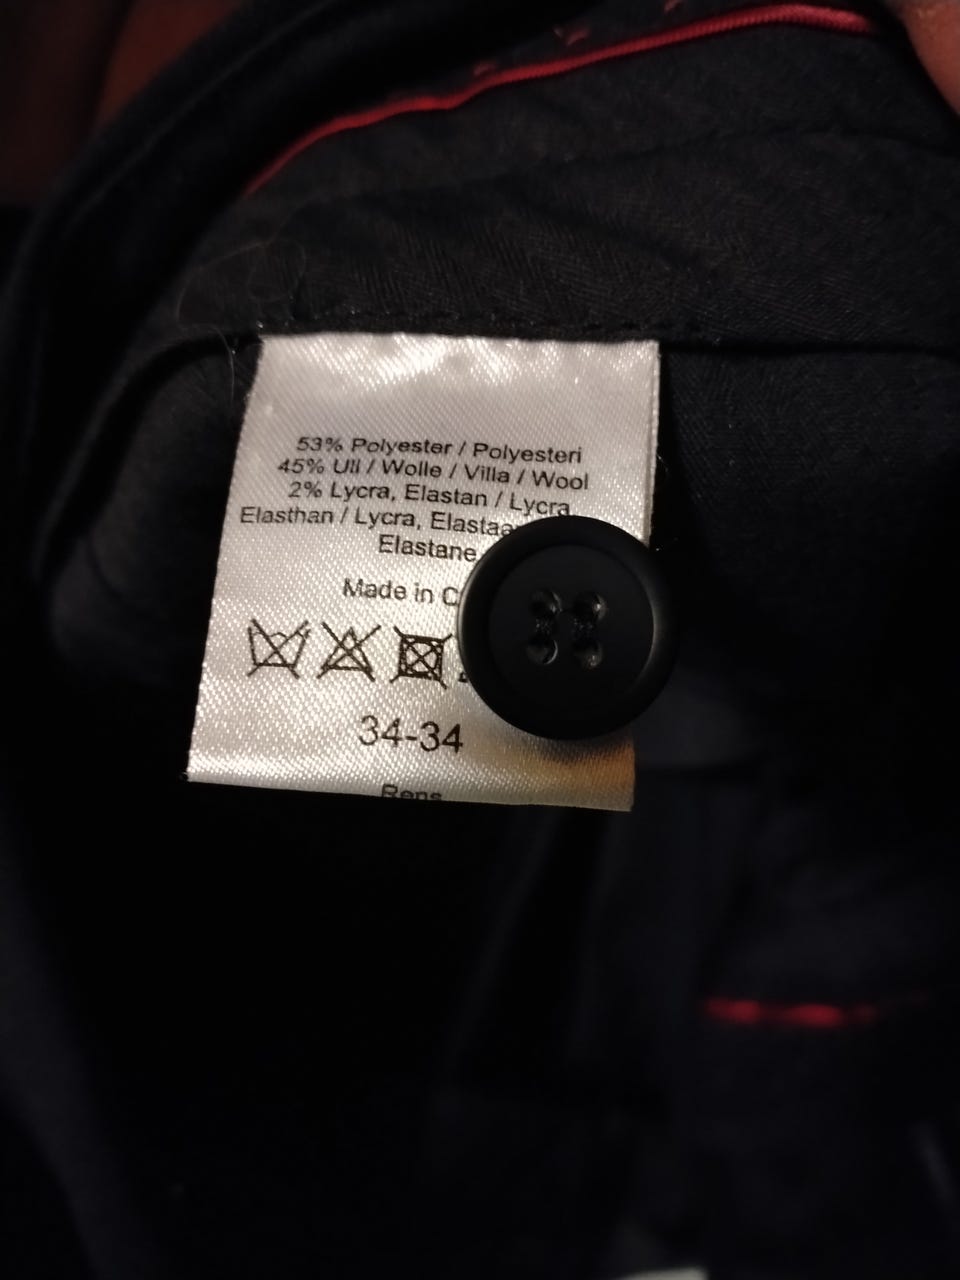 53% Polyester / Polyesteri
45% Ull / Wolle / Villa / Wool
2% Lycra, Elastan / Lycra
Elasthan / Lycra,
Elastane
Made in
34-34